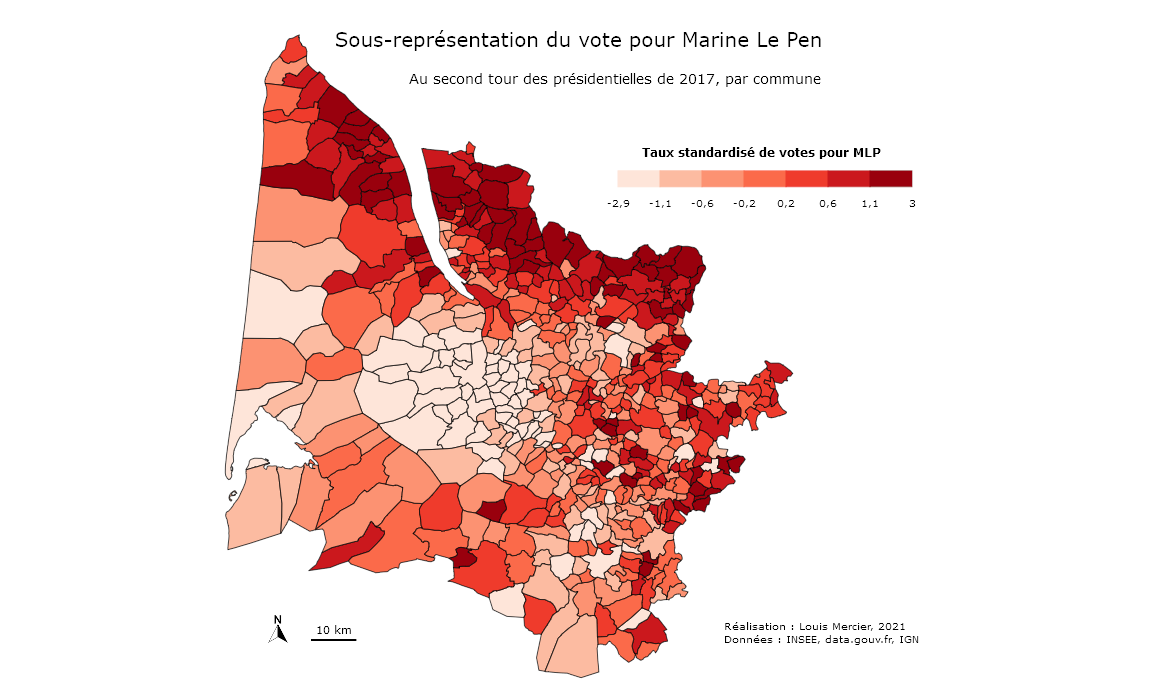 Sous-représentation du vote pour Marine Le Pen
Au second tour des présidentielles de 2017, par commune
Taux standardisé de votes pour MLP
-2,9 -1,1 -0,6 -0,2 0,2 0,6 1,1 3
N
10 km
Réalisation : Louis Mercier, 2021
Données : INSEE, data.gouv.fr, IGN